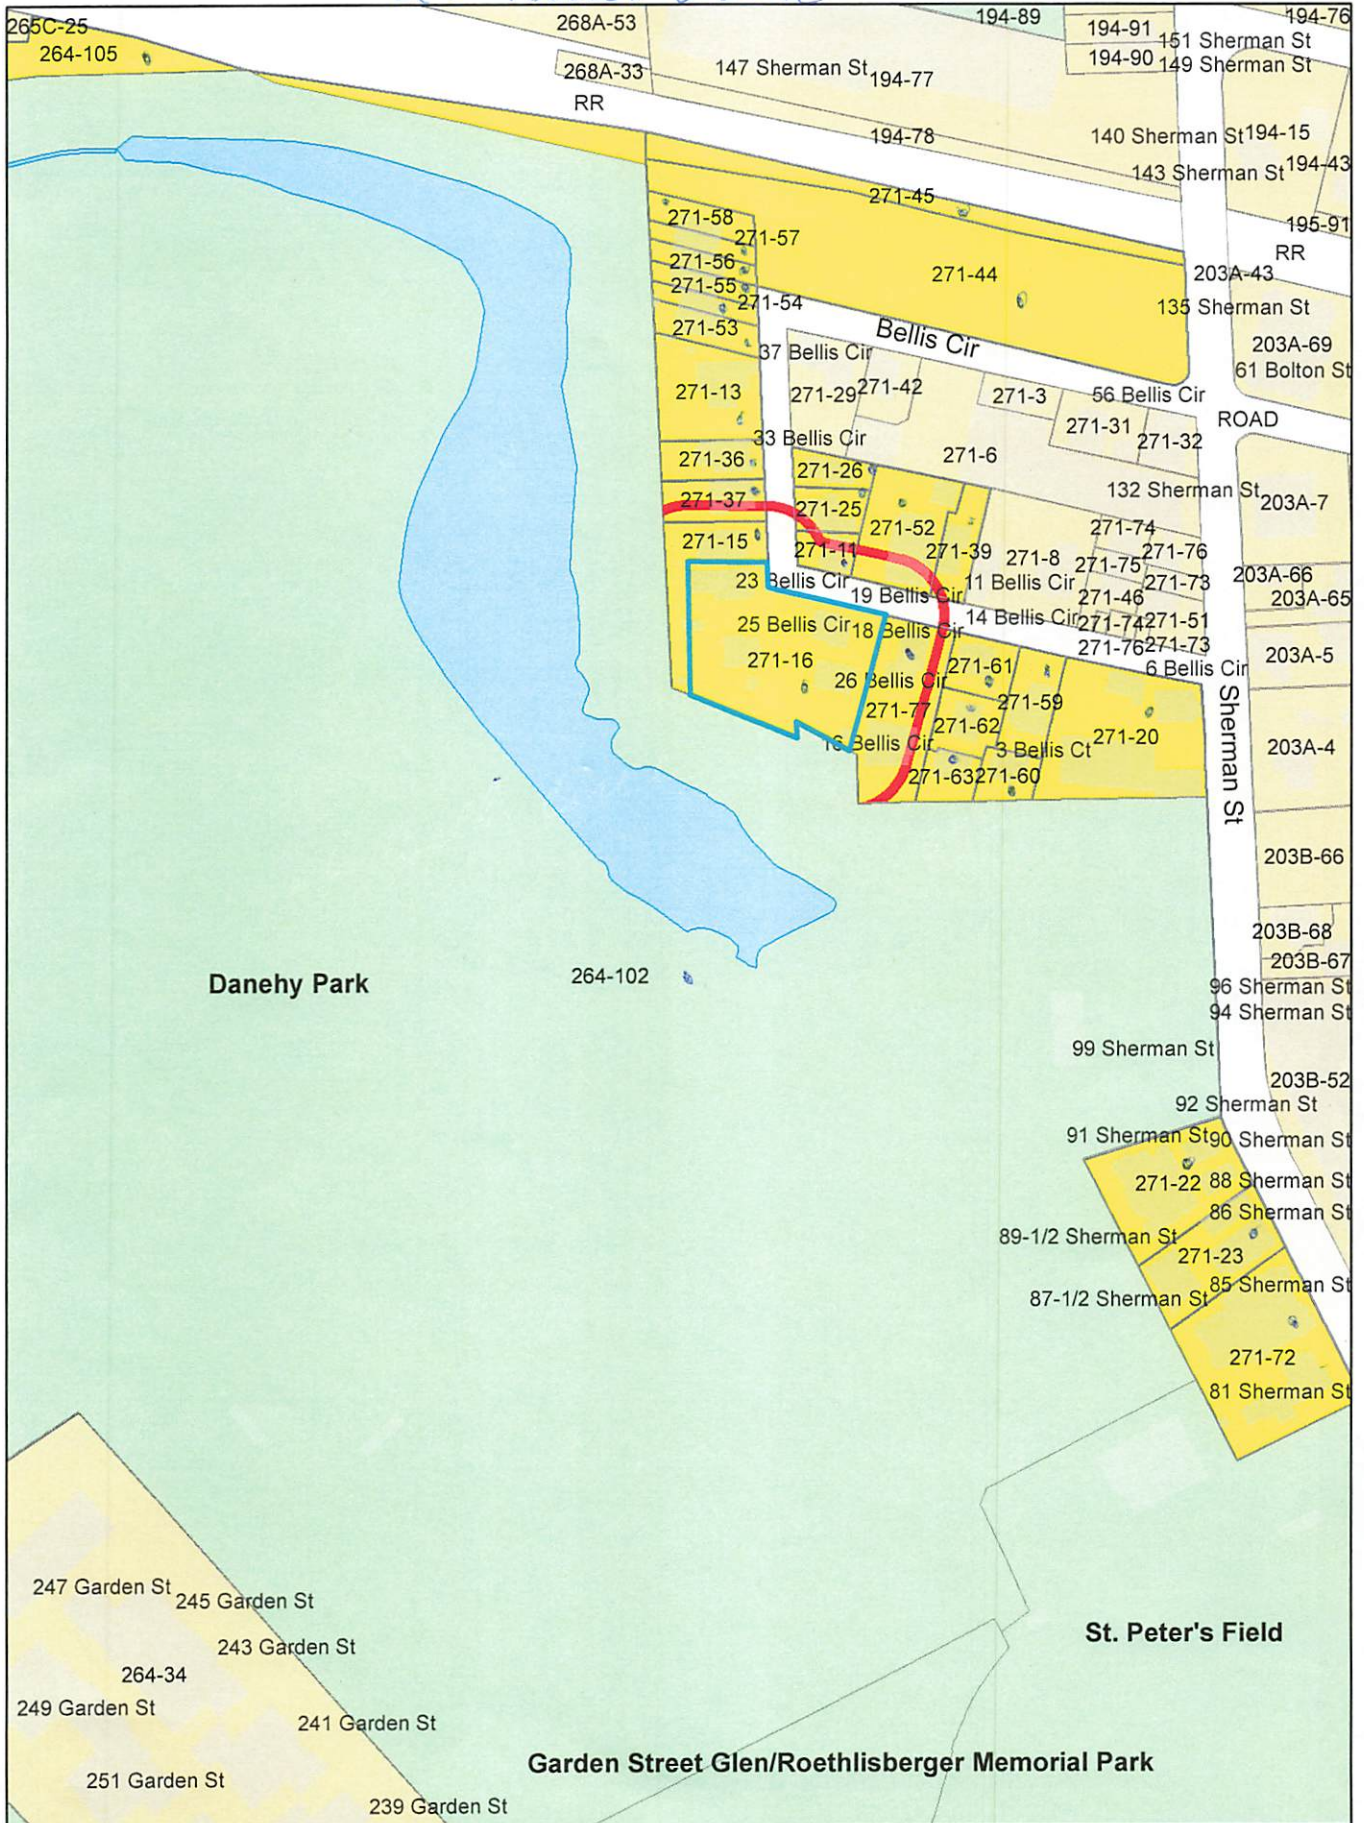 265C-25
268A-53
194-89
194-76
264-105
194-91
151 Sherman St
268A-33
147 Sherman St
194-77
194-90
149 Sherman St
RR
194-78
140 Sherman St
194-15
143 Sherman St
194-43
271-45
271-58
195-91
271-57
RR
271-56
271-44
203A-43
271-55
271-54
135 Sherman St
271-53
Bellis Cir
37 Bellis Cir
203A-69
61 Bolton St
271-13
271-29
271-42
271-3
56 Bellis Cir
ROAD
271-31
33 Bellis Cir
271-32
271-36
271-26
271-6
132 Sherman St
271-37
271-25
203A-7
271-52
271-74
271-15
271-11
271-39
271-8
271-75
271-76
23 Bellis Cir
11 Bellis Cir
271-73
203A-66
19 Bellis Cir
271-46
203A-65
25 Bellis Cir
18 Bellis Cir
14 Bellis Cir
271-74
271-51
271-76
271-73
271-16
271-61
6 Bellis Cir
203A-5
26 Bellis Cir
271-59
271-77
271-62
Sherman St
16 Bellis Cir
3 Bellis Ct
271-20
203A-4
271-63
271-60
203B-66
203B-68
203B-67
Danehy Park
264-102
96 Sherman St
94 Sherman St
99 Sherman St
203B-52
92 Sherman St
91 Sherman St
90 Sherman St
271-22
88 Sherman St
86 Sherman St
89-1/2 Sherman St
271-23
85 Sherman St
87-1/2 Sherman St
271-72
81 Sherman St
247 Garden St
245 Garden St
St. Peter's Field
243 Garden St
264-34
249 Garden St
241 Garden St
Garden Street Glen/Roethlisberger Memorial Park
251 Garden St
239 Garden St